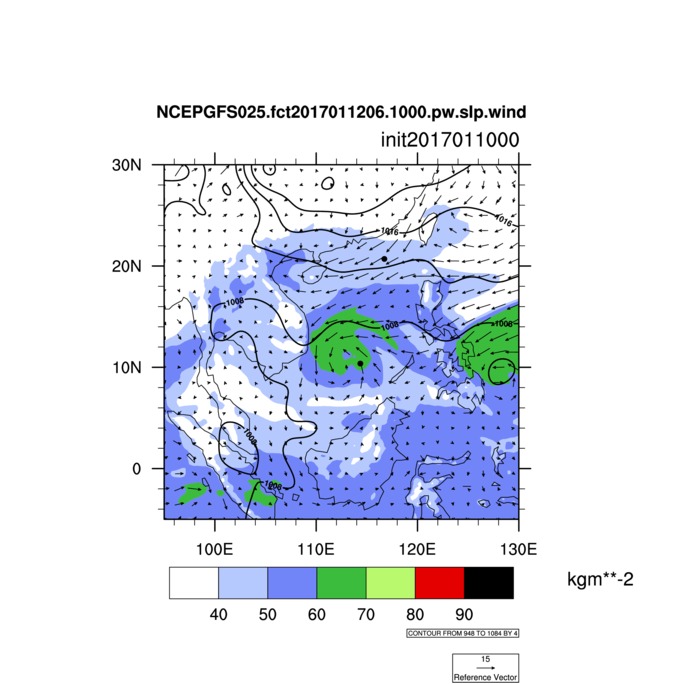 NCEPGFS025.fct2017011206.1000.pw.slp.wind
init2017011000
30N
20N
10N
0
1016
1016
1008
1008
1008
1008
1008
100E
110E
120E
130E
kgm**-2
40
50
60
70
80
90
CONTOUR FROM 948 TO 1084 BY 4
15
Reference Vector